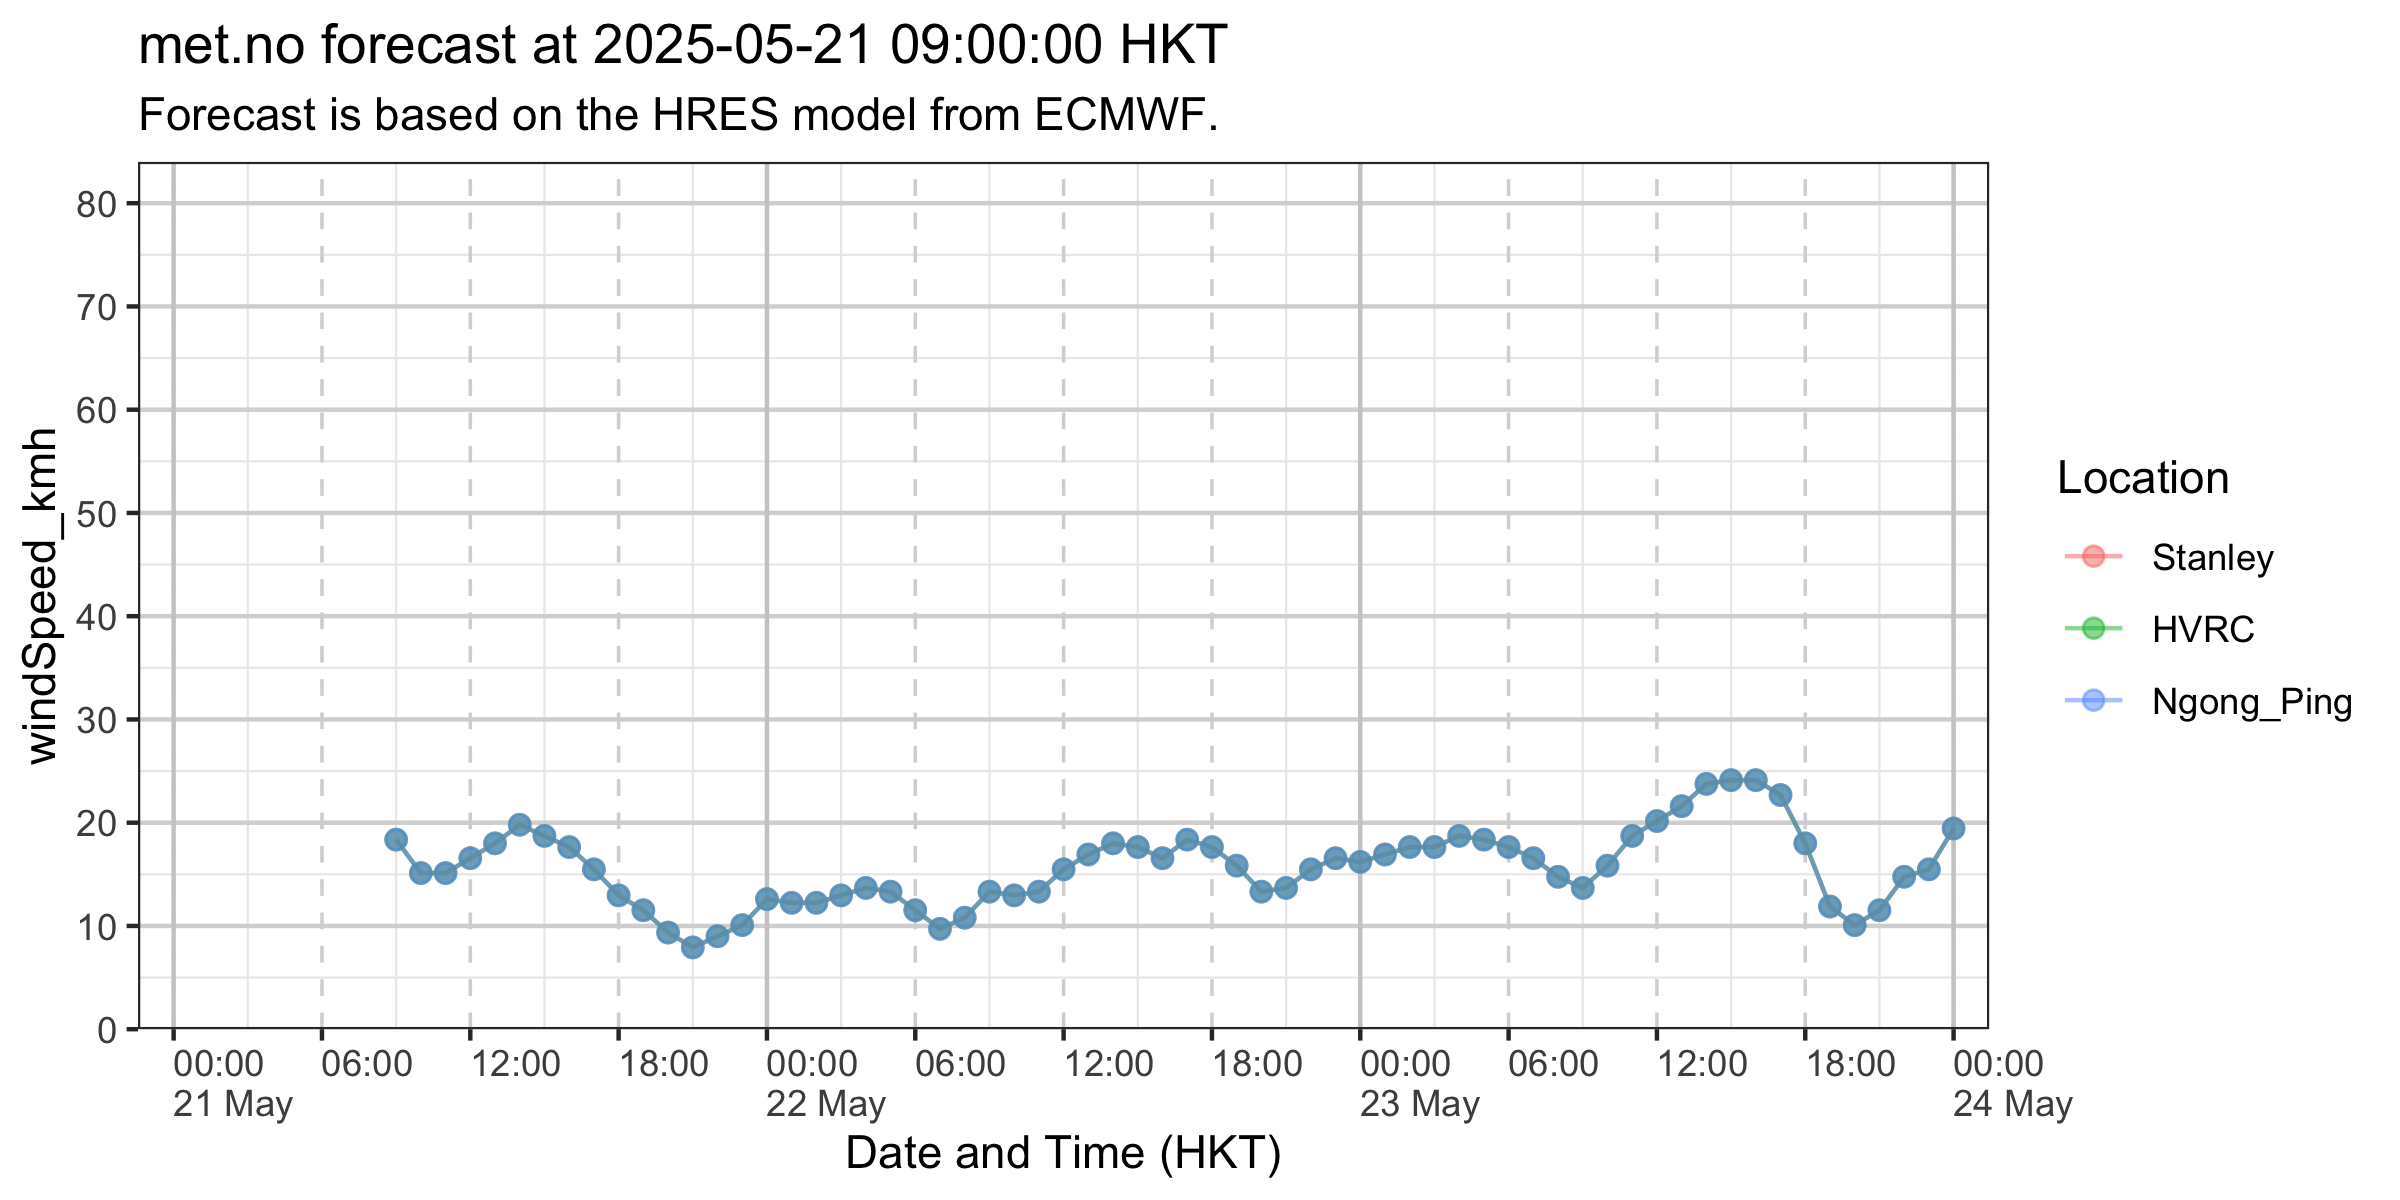 met.no forecast at 2025-05-21 09:00:00 HKT
Forecast is based on the HRES model from ECMWF.
windSpeed_kmh
80
70
60
50
40
30
20
10
0
00:00 06:00 12:00 18:00 00:00 06:00 12:00 18:00 00:00 06:00 12:00 18:00 00:00
21 May 22 May 23 May 24 May
Date and Time (HKT)
Location
Stanley
HVRC
Ngong_Ping